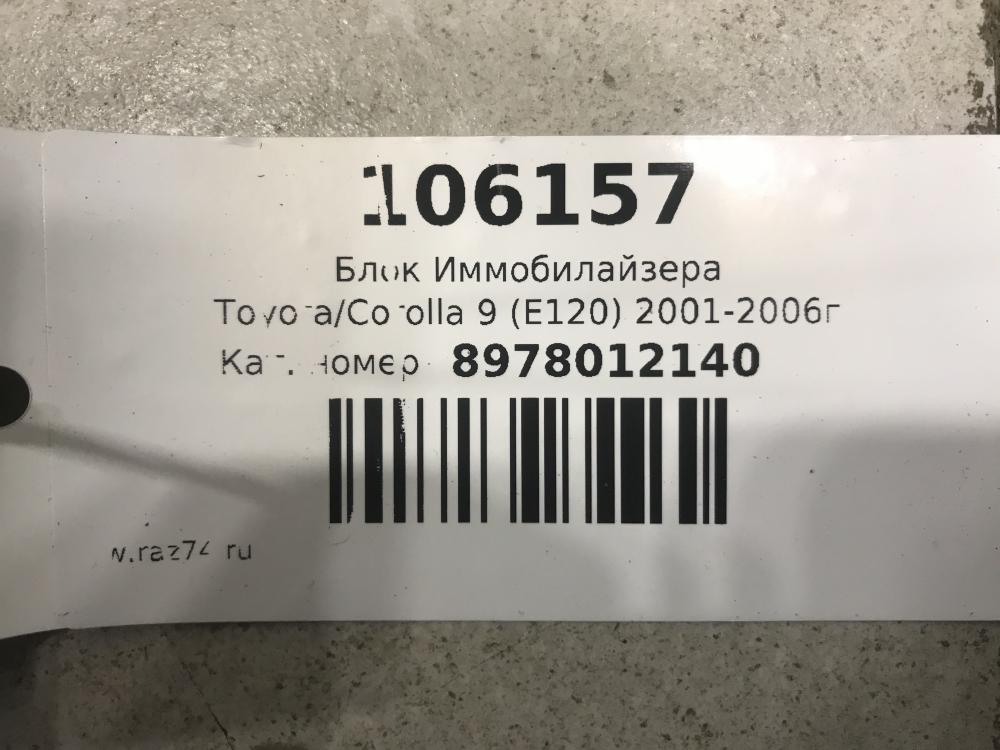 106157
Блок Иммобилайзера
Toyota/Corolla 9 (E120) 2001-2006г
Кат. номер 8978012140
w.raz74.ru